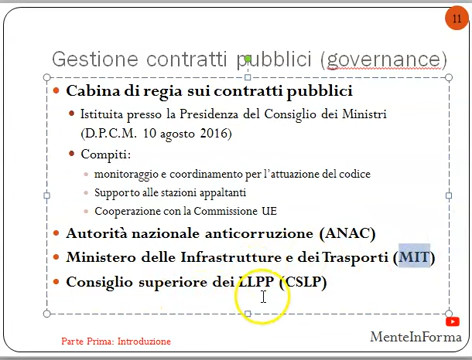 11
Gestione contratti pubblici (governance)
Cabina di regia sui contratti pubblici
Istituita presso la Presidenza del Consiglio dei Ministri
(D.P.C.M. 10 agosto 2016)
Compiti:
monitoraggio e coordinamento per l'attuazione del codice
Supporto alle stazioni appaltanti
Cooperazione con la Commissione UE
Autorità nazionale anticorruzione (ANAC)
Ministero delle Infrastrutture e dei Trasporti (MIT)
Consiglio superiore dei LLPP (CSLP)
Parte Prima: Introduzione
MenteInForma